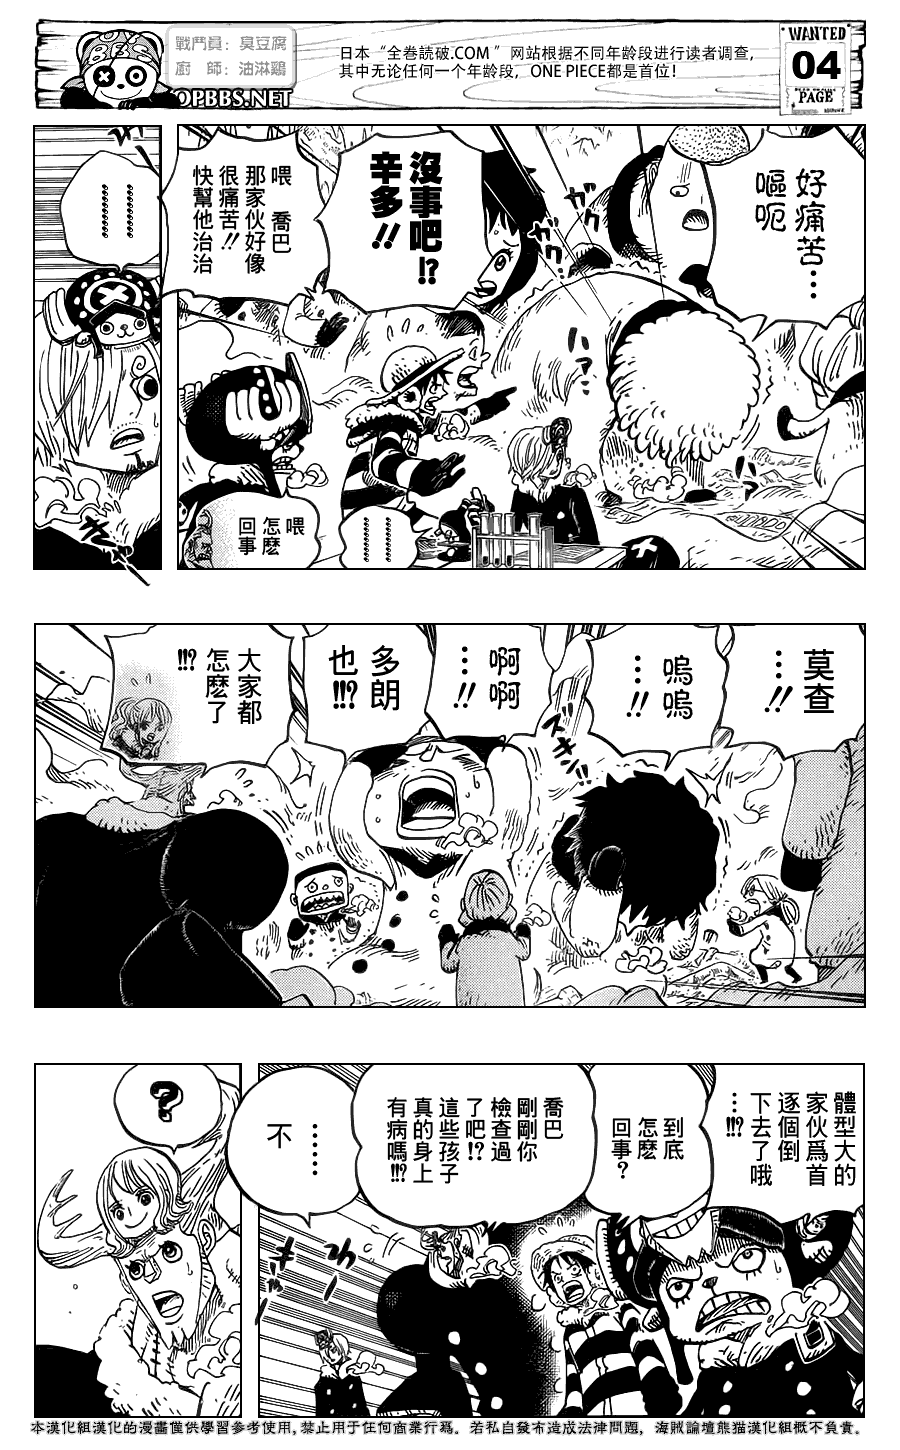 戰鬥員：臭豆腐
廚　師：油淋鷄
OPBBS.NET
日本“全巻読破.COM”网站根据不同年龄段进行读者调查，
其中无论任何一个年龄段，ONE PIECE都是首位！
WANTED
04
PAGE
好痛苦…
嘔呃
沒事吧!?
辛多!!
喂　喬巴
那家伙好像
很痛苦!!
快幫他治治
喂
怎麽
回事
莫查
…!!
嗚嗚
…!!
啊啊
…!!
多朗
也!!?
大家都
怎麽了
!!?
體型大的
家伙爲首
逐個倒
下去了哦
…!!?
到底
怎麽
回事?
喬巴
剛剛你
檢查過
了吧!?
這些孩子
真的身上
有病嗎!!?
……
不
?
本漢化組漢化的漫畫僅供學習參考使用,禁止用于任何商業行爲。若私自發布造成法律問題，海賊論壇熊猫漢化組概不負責。